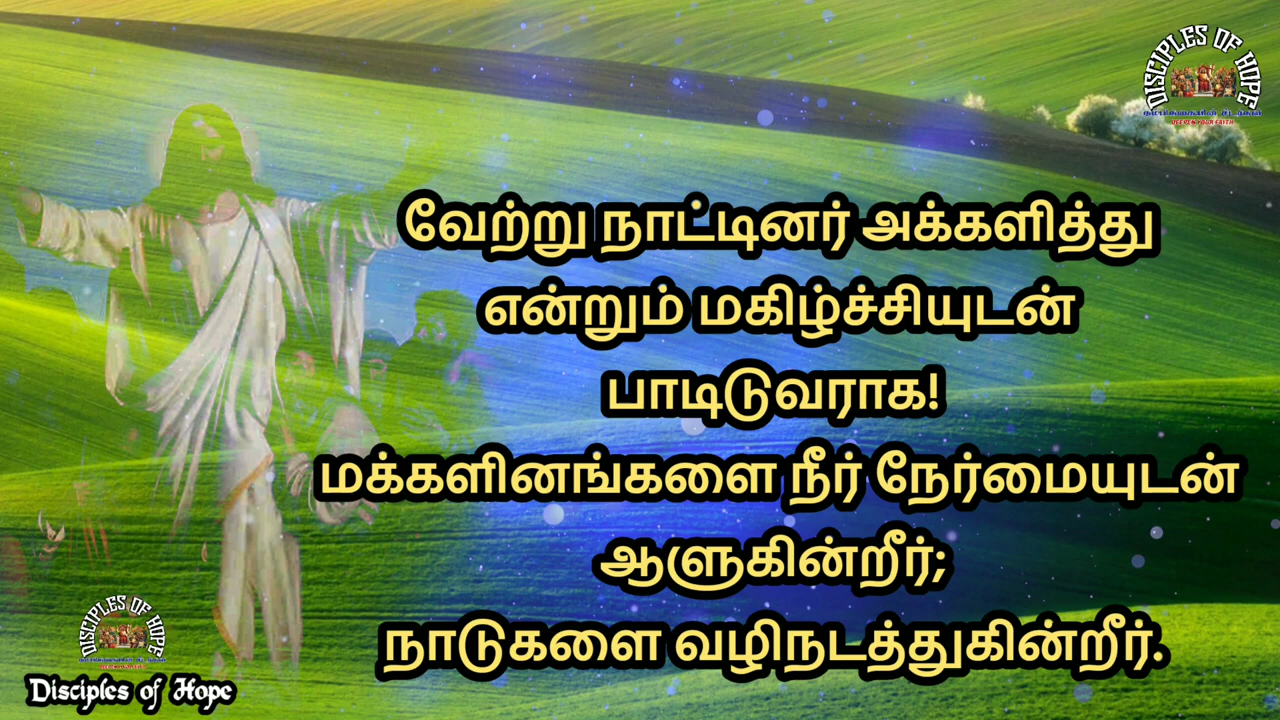 DISCIPLES OF HOPE
வேற்று நாட்டினர் அக்களித்து
என்றும் மகிழ்ச்சியுடன்
பாடிடுவராக!
மக்களினங்களை நீர் நேர்மையுடன்
ஆளுகின்றீர்;
நாடுகளை வழிநடத்துகின்றீர்.
DISCIPLES OF HOPE
Disciples of Hope